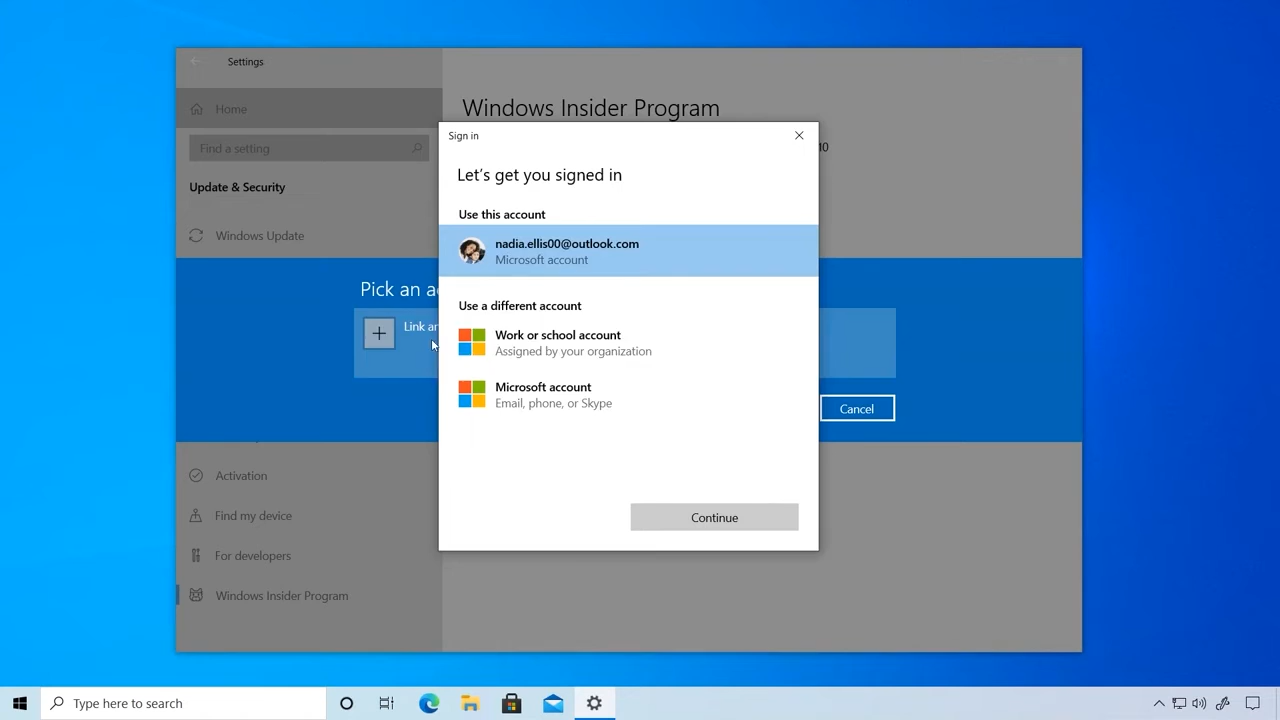 Settings
Home
Find a setting
Update & Security
Windows Update
Activation
Find my device
For developers
Windows Insider Program
Windows Insider Program
10
Pick an a
Link an
Cancel
Sign in
Let's get you signed in
Use this account
nadia.ellis00@outlook.com
Microsoft account
Use a different account
Work or school account
Assigned by your organization
Microsoft account
Email, phone, or Skype
Continue
Type here to search